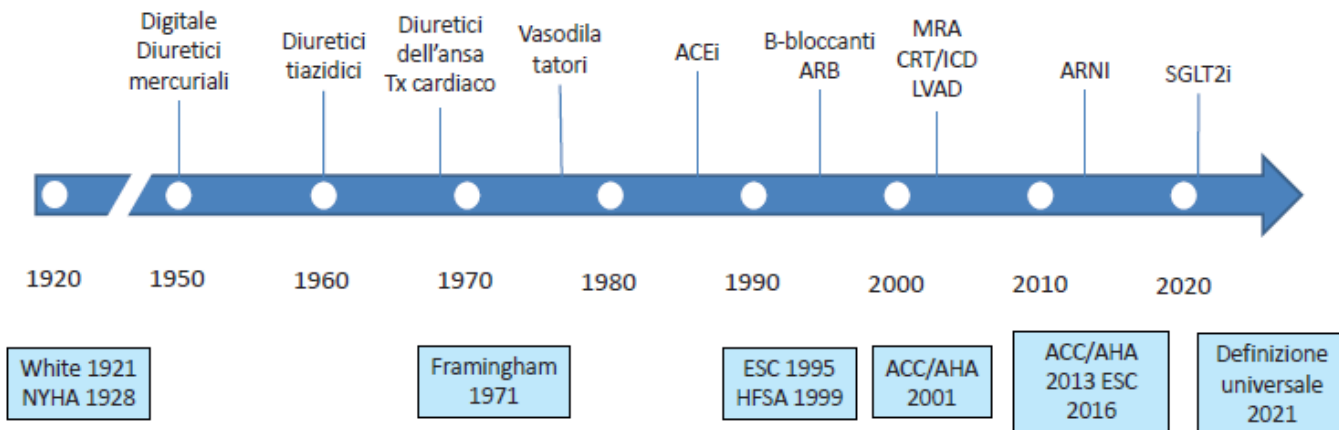 Digitale
Diuretici
mercuriali
Diuretici
tiazidici
Diuretici
dell'ansa
Tx cardiaco
Vasodila
tatori
ACEi
B-bloccanti
ARB
MRA
CRT/ICD
LVAD
ARNI
SGLT2i
1920
1950
1960
1970
1980
1990
2000
2010
2020
White 1921
NYHA 1928
Framingham
1971
ESC 1995
HFSA 1999
ACC/AHA
2001
ACC/AHA
2013 ESC
2016
Definizione
universale
2021